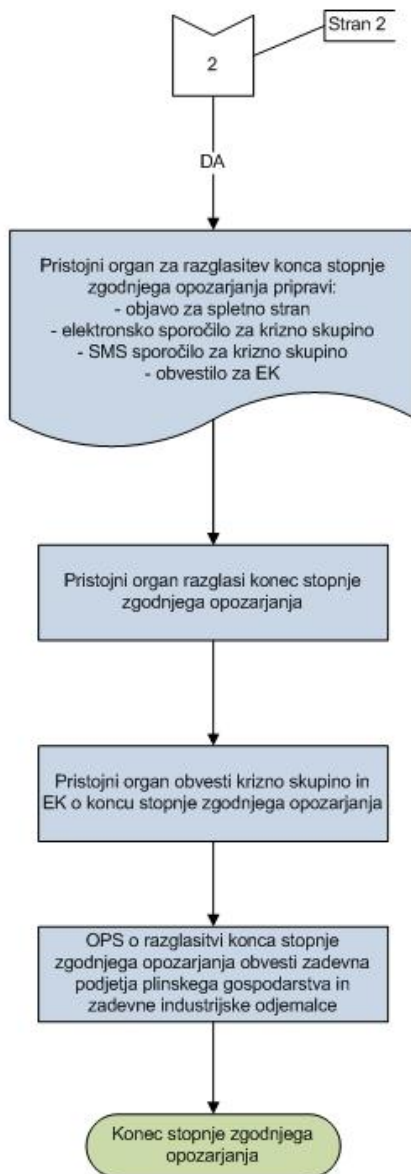 Stran 2
2
DA
Pristojni organ za razglasitev konca stopnje
zgodnjega opozarjanja pripravi:
- objavo za spletno stran
- elektronsko sporočilo za krizno skupino
- SMS sporočilo za krizno skupino
- obvestilo za EK
Pristojni organ razglasi konec stopnje
zgodnjega opozarjanja
Pristojni organ obvesti krizno skupino in
EK o koncu stopnje zgodnjega opozarjanja
OPS o razglasitvi konca stopnje
zgodnjega opozarjanja obvesti zadevna
podjetja plinskega gospodarstva in
zadevne industrijske odjemalce
Konec stopnje zgodnjega
opozarjanja